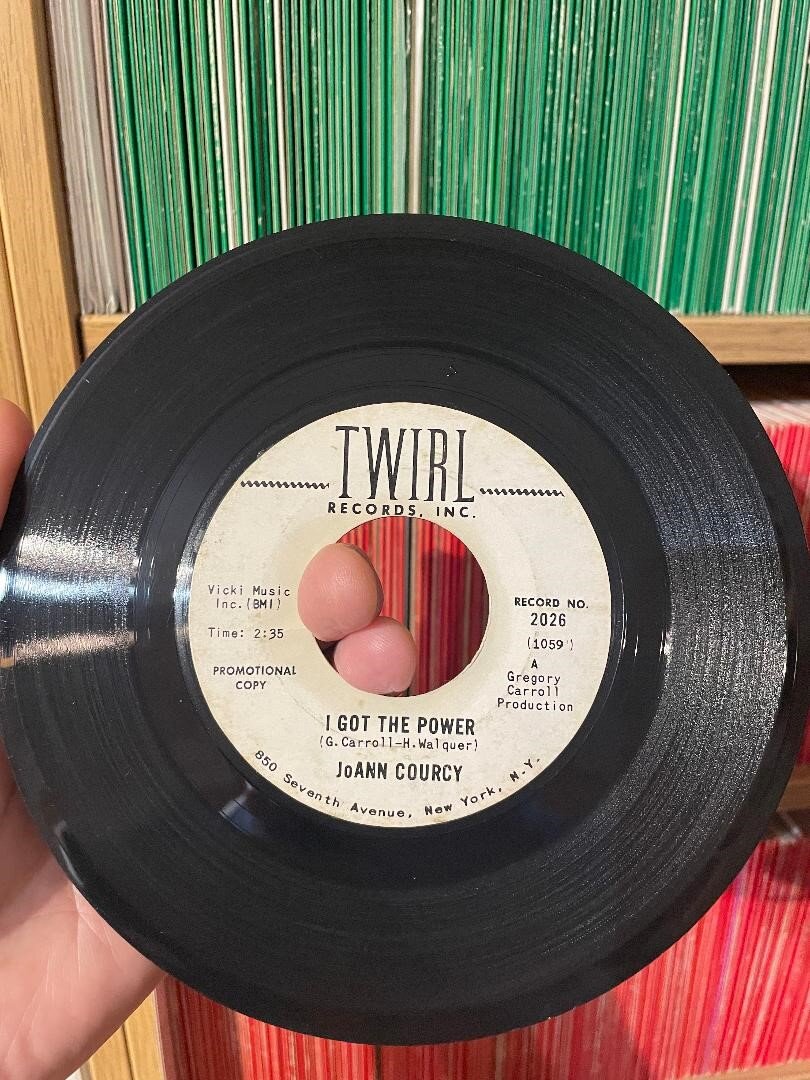 TWIRL
RECORDS, INC.
Vicki Music
Inc.(BMI)
Time: 2:35
PROMOTIONAL
COPY
RECORD NO.
2026
(1059')
A
Gregory
Carroll
Production
I GOT THE POWER
(G.Carroll-H.Walquer)
JoANN COURCY
850 Seventh Avenue, New York, N.Y.